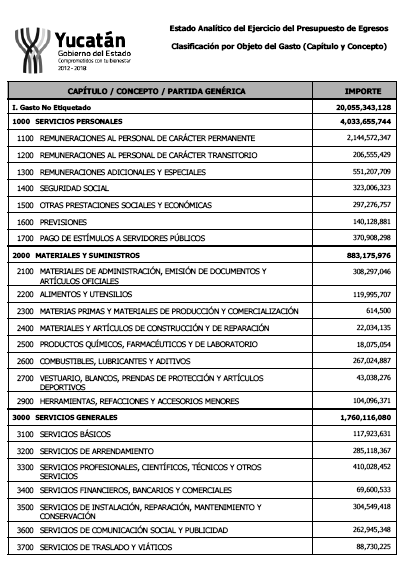 Yucatán
Gobierno del Estado
Comprometidos con tu bienestar
2012 - 2018
Estado Analítico del Ejercicio del Presupuesto de Egresos
Clasificación por Objeto del Gasto (Capítulo y Concepto)
CAPÍTULO / CONCEPTO / PARTIDA GENÉRICA IMPORTE
I. Gasto No Etiquetado 20,055,343,128
1000 SERVICIOS PERSONALES 4,033,655,744
1100 REMUNERACIONES AL PERSONAL DE CARÁCTER PERMANENTE 2,144,572,347
1200 REMUNERACIONES AL PERSONAL DE CARÁCTER TRANSITORIO 206,555,429
1300 REMUNERACIONES ADICIONALES Y ESPECIALES 551,207,709
1400 SEGURIDAD SOCIAL 323,006,323
1500 OTRAS PRESTACIONES SOCIALES Y ECONÓMICAS 297,276,757
1600 PREVISIONES 140,128,881
1700 PAGO DE ESTÍMULOS A SERVIDORES PÚBLICOS 370,908,298
2000 MATERIALES Y SUMINISTROS 883,175,976
2100 MATERIALES DE ADMINISTRACIÓN, EMISIÓN DE DOCUMENTOS Y 308,297,046
ARTÍCULOS OFICIALES
2200 ALIMENTOS Y UTENSILIOS 119,995,707
2300 MATERIAS PRIMAS Y MATERIALES DE PRODUCCIÓN Y COMERCIALIZACIÓN 614,500
2400 MATERIALES Y ARTÍCULOS DE CONSTRUCCIÓN Y DE REPARACIÓN 22,034,135
2500 PRODUCTOS QUÍMICOS, FARMACÉUTICOS Y DE LABORATORIO 18,075,054
2600 COMBUSTIBLES, LUBRICANTES Y ADITIVOS 267,024,887
2700 VESTUARIO, BLANCOS, PRENDAS DE PROTECCIÓN Y ARTÍCULOS 43,038,276
DEPORTIVOS
2900 HERRAMIENTAS, REFACCIONES Y ACCESORIOS MENORES 104,096,371
3000 SERVICIOS GENERALES 1,760,116,080
3100 SERVICIOS BÁSICOS 117,923,631
3200 SERVICIOS DE ARRENDAMIENTO 285,118,367
3300 SERVICIOS PROFESIONALES, CIENTÍFICOS, TÉCNICOS Y OTROS 410,028,452
SERVICIOS
3400 SERVICIOS FINANCIEROS, BANCARIOS Y COMERCIALES 69,600,533
3500 SERVICIOS DE INSTALACIÓN, REPARACIÓN, MANTENIMIENTO Y 304,549,418
CONSERVACIÓN
3600 SERVICIOS DE COMUNICACIÓN SOCIAL Y PUBLICIDAD 262,945,348
3700 SERVICIOS DE TRASLADO Y VIÁTICOS 88,730,225